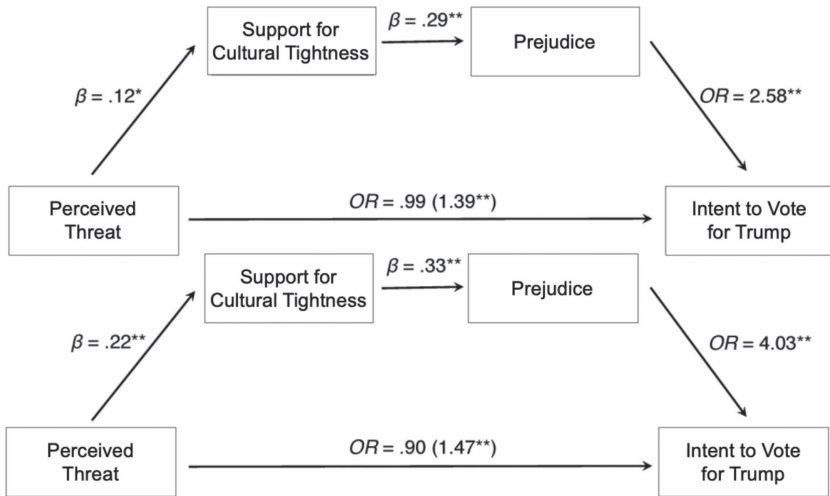 Support for
Cultural Tightness
β = .29**
Prejudice
β = .12*
OR = 2.58**
Perceived
Threat
OR = .99 (1.39**)
Intent to Vote
for Trump
Support for
Cultural Tightness
β = .33**
Prejudice
β = .22**
OR = 4.03**
Perceived
Threat
OR = .90 (1.47**)
Intent to Vote
for Trump